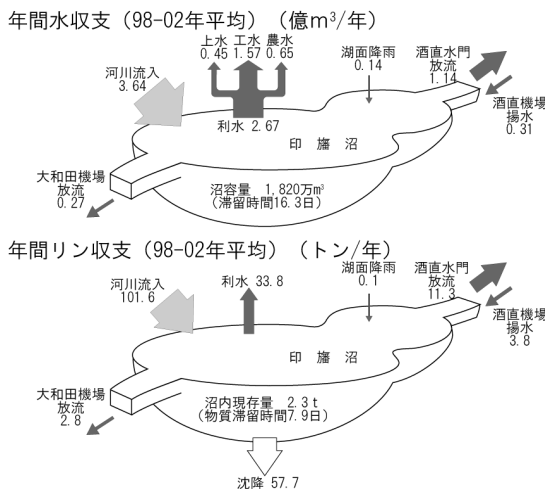 年間水収支（98-02年平均）（億m³/年）
上水 工水 農水
0.45 1.57 0.65
河川流入
3.64
湖面降雨
0.14
酒直水門
放流
1.14
酒直機場
揚水
0.31
利水 2.67
印旛沼
大和田機場
放流
0.27
沼容量 1,820万m³
（滞留時間16.3日）
年間リン収支（98-02年平均）（トン/年）
河川流入
101.6
利水 33.8
湖面降雨
0.1
酒直水門
放流
11.3
酒直機場
揚水
3.8
印旛沼
大和田機場
放流
2.8
沼内現存量 2.3t
（物質滞留時間7.9日）
沈降 57.7